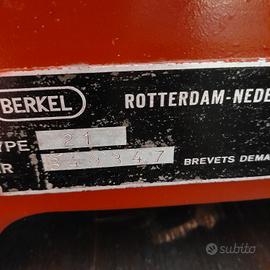 BERKEL ROTTERDAM-NEDE
YPE 21
R BREVETS DEMA
subito